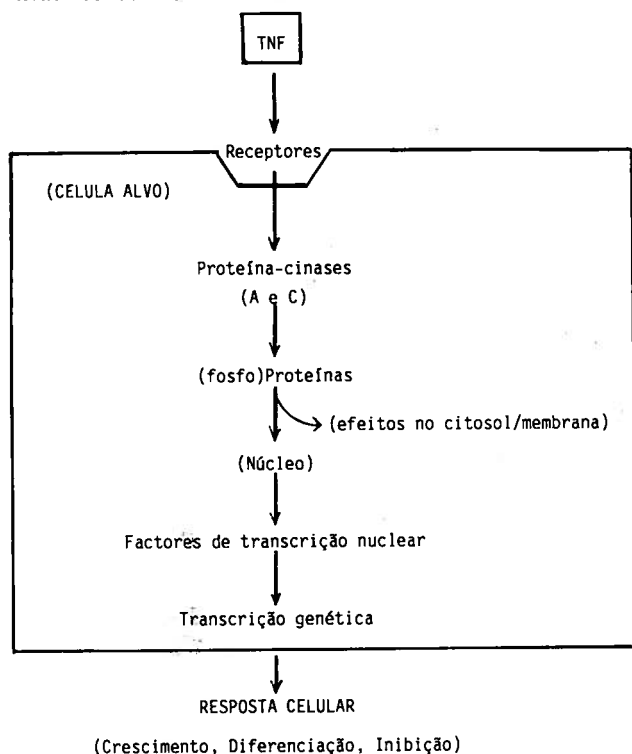 TNF
Receptores
(CELULA ALVO)
Proteína-cinases
(A e C)
(fosfo)Proteínas
(efeitos no citosol/membrana)
(Núcleo)
Factores de transcrição nuclear
Transcrição genética
RESPOSTA CELULAR
(Crescimento, Diferenciação, Inibição)